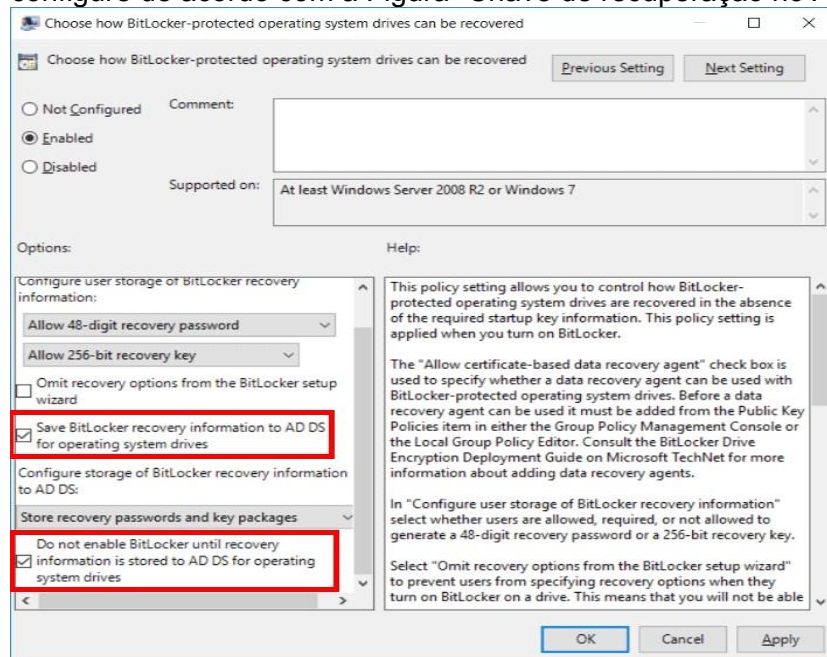 configure de acordo com a Figura "Chave de recuperação no
Choose how BitLocker-protected operating system drives can be recovered
Choose how BitLocker-protected operating system drives can be recovered
Previous Setting
Next Setting
Not Configured
Enabled
Disabled
Comment:
Supported on:
At least Windows Server 2008 R2 or Windows 7
Options:
Help:
Configure user storage of BitLocker recovery
information:
Allow 48-digit recovery password
Allow 256-bit recovery key
Omit recovery options from the BitLocker setup
wizard
Save BitLocker recovery information to AD DS
for operating system drives
Configure storage of BitLocker recovery information
to AD DS:
Store recovery passwords and key packages
Do not enable BitLocker until recovery
information is stored to AD DS for operating
system drives
This policy setting allows you to control how BitLocker-
protected operating system drives are recovered in the absence
of the required startup key information. This policy setting is
applied when you turn on BitLocker.
The "Allow certificate-based data recovery agent" check box is
used to specify whether a data recovery agent can be used with
BitLocker-protected operating system drives. Before a data
recovery agent can be used it must be added from the Public Key
Policies item in either the Group Policy Management Console or
the Local Group Policy Editor. Consult the BitLocker Drive
Encryption Deployment Guide on Microsoft TechNet for more
information about adding data recovery agents.
In "Configure user storage of BitLocker recovery information"
select whether users are allowed, required, or not allowed to
generate a 48-digit recovery password or a 256-bit recovery key.
Select "Omit recovery options from the BitLocker setup wizard"
to prevent users from specifying recovery options when they
turn on BitLocker on a drive. This means that you will not be able
OK
Cancel
Apply